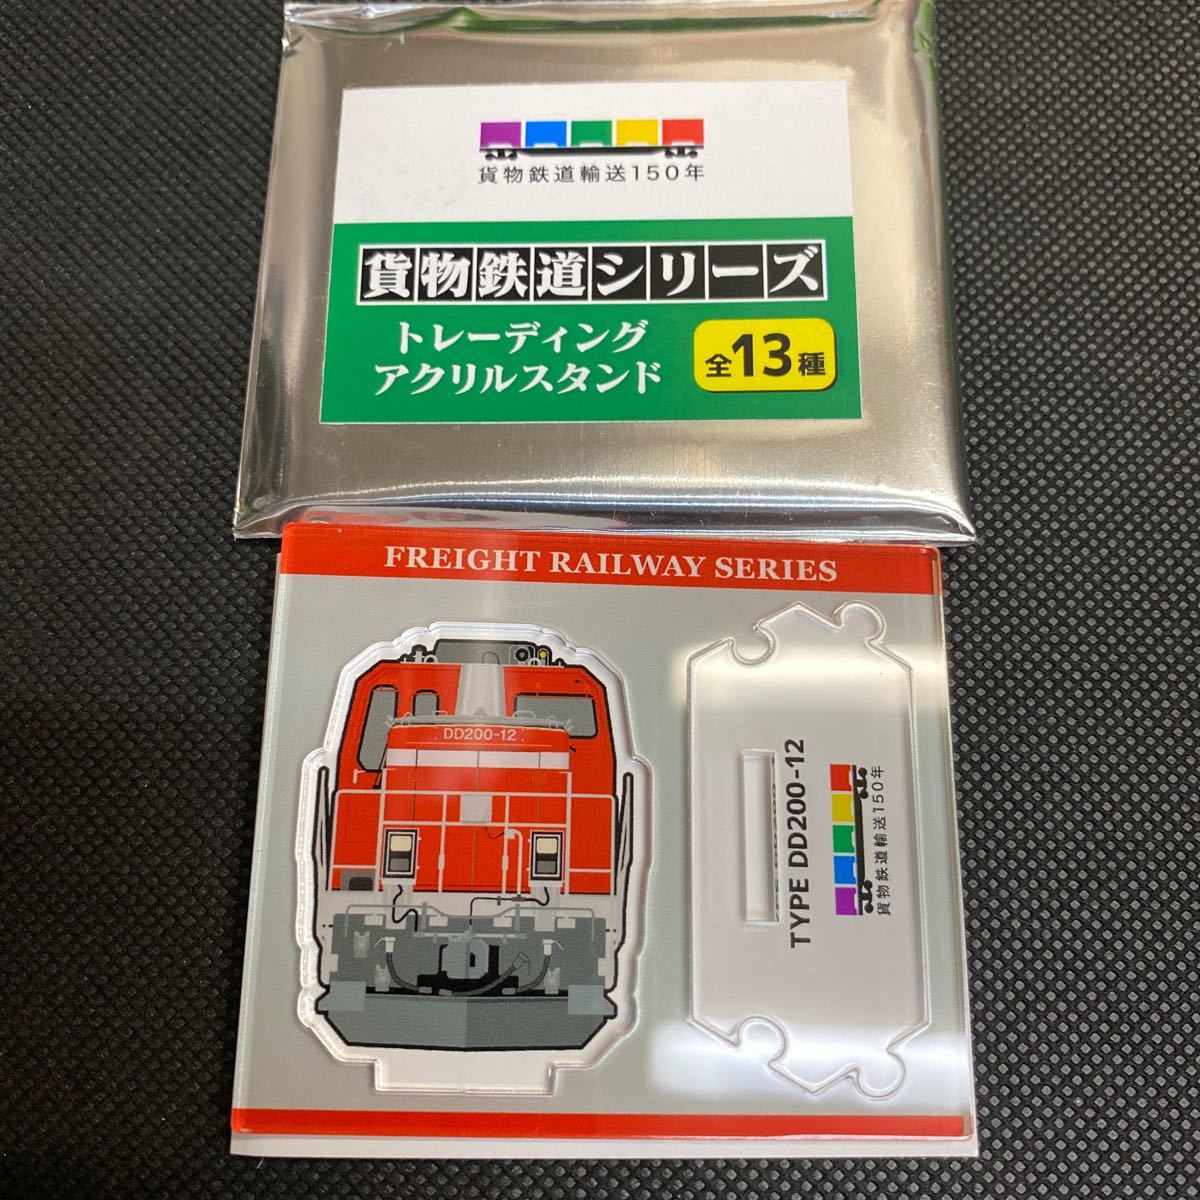 貨物鉄道輸送150年
貨物鉄道シリーズ
トレーディング
アクリルスタンド
全13種
FREIGHT RAILWAY SERIES
DD200-12
TYPE DD200-12
貨物鉄道輸送150年